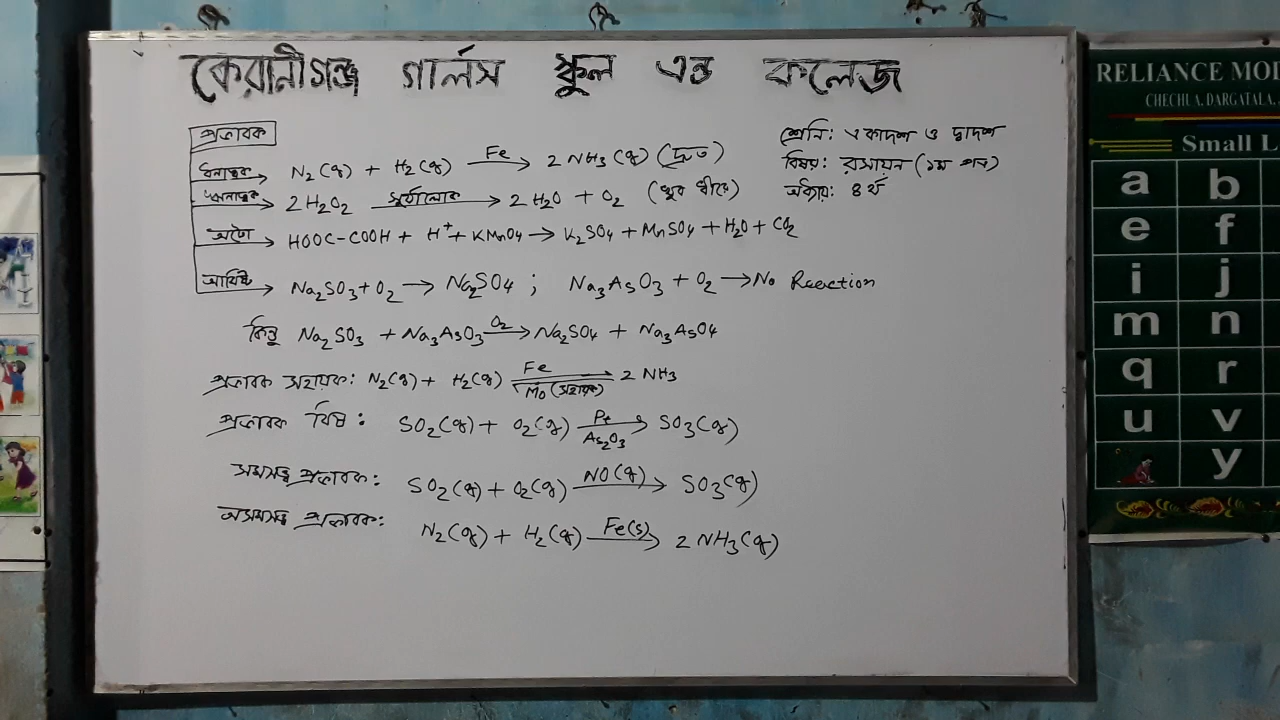 কেরানীগঞ্জ গার্লস স্কুল এন্ড কলেজ
শ্রেনি: একাদশ ও দ্বাদশ
বিষয়: রসায়ন (১ম পত্র)
অধ্যায়: ৪র্থ
প্রভাবক
ধনাত্বক → N₂(g) + H₂(g) —Fe→ 2NH₃(g) (দ্রুত)
ঋনাত্বক → 2H₂O₂ —সূর্যালোক→ 2H₂O + O₂ (খুব ধীরে)
অটো → HOOC-COOH + H⁺ + KMnO₄ → K₂SO₄ + MnSO₄ + H₂O + CO₂
আবিষ্ট → Na₂SO₃ + O₂ → Na₂SO₄ ; Na₃AsO₃ + O₂ → No Reaction
কিন্তু Na₂SO₃ + Na₃AsO₃ —O₂→ Na₂SO₄ + Na₃AsO₄
প্রভাবক সহায়ক: N₂(g) + H₂(g) —Fe / Mo (সহায়ক)→ 2NH₃
প্রভাবক বিষ: SO₂(g) + O₂(g) —Pt / As₂O₃→ SO₃(g)
সমসত্ত্ব প্রভাবক: SO₂(g) + O₂(g) —NO(g)→ SO₃(g)
অসমসত্ত্ব প্রভাবক: N₂(g) + H₂(g) —Fe(s)→ 2NH₃(g)
RELIANCE MO
CHECHUA, DARGATALA,
Small L
a b
e f
i j
m n
q r
u v
y